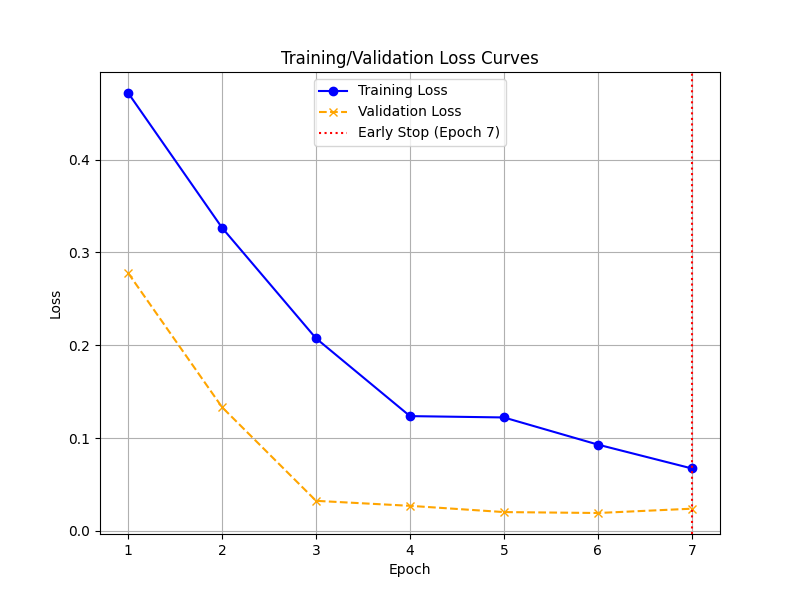 Training/Validation Loss Curves
Training Loss
Validation Loss
Early Stop (Epoch 7)
Loss
0.4
0.3
0.2
0.1
0.0
1 2 3 4 5 6 7
Epoch